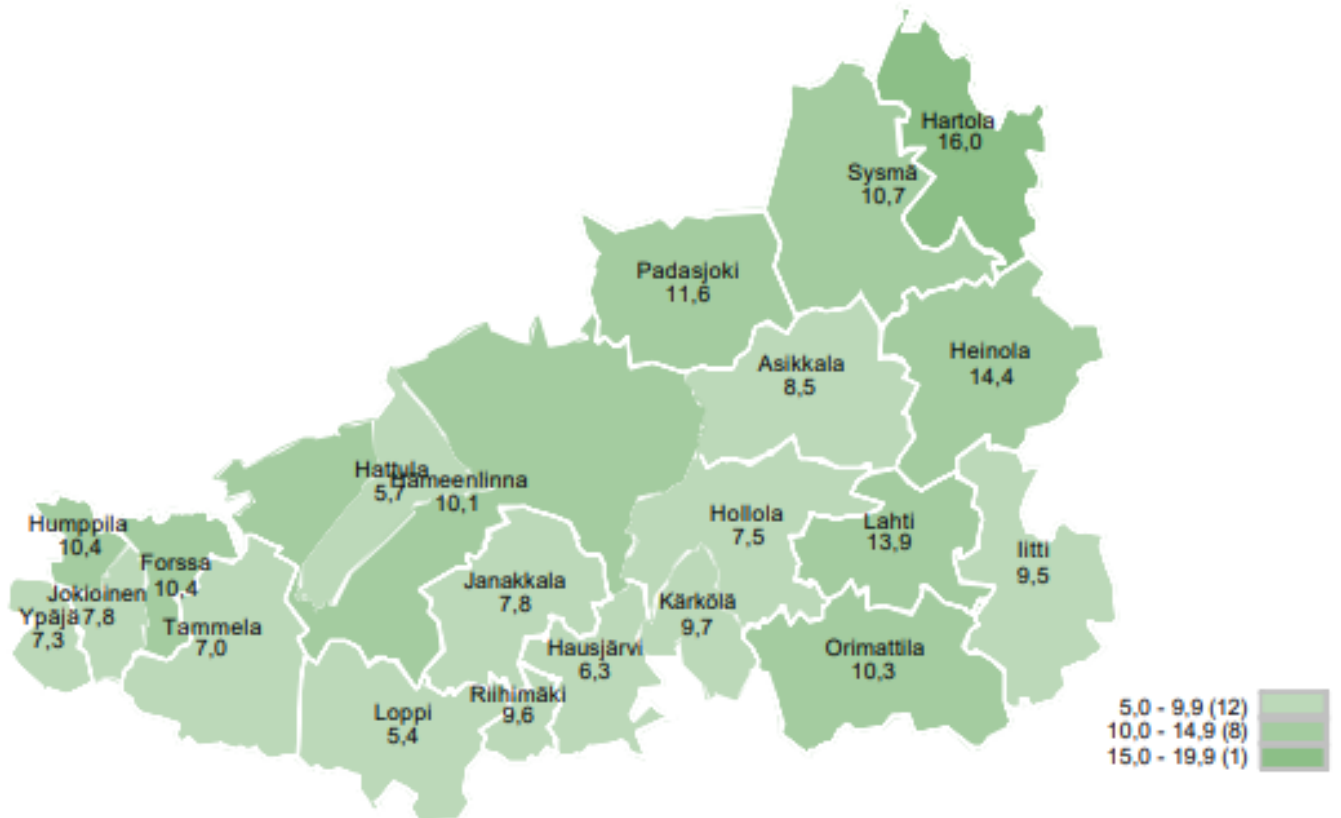 Hartola
16,0
Sysmä
10,7
Padasjoki
11,6
Heinola
14,4
Asikkala
8,5
Hattula
5,7
Hämeenlinna
10,1
Humppila
10,4
Forssa
10,4
Jokioinen
7,8
Ypäjä
7,3
Tammela
7,0
Hollola
7,5
Lahti
13,9
Iitti
9,5
Janakkala
7,8
Kärkölä
9,7
Hausjärvi
6,3
Orimattila
10,3
Riihimäki
9,6
Loppi
5,4
5,0 - 9,9 (12)
10,0 - 14,9 (8)
15,0 - 19,9 (1)